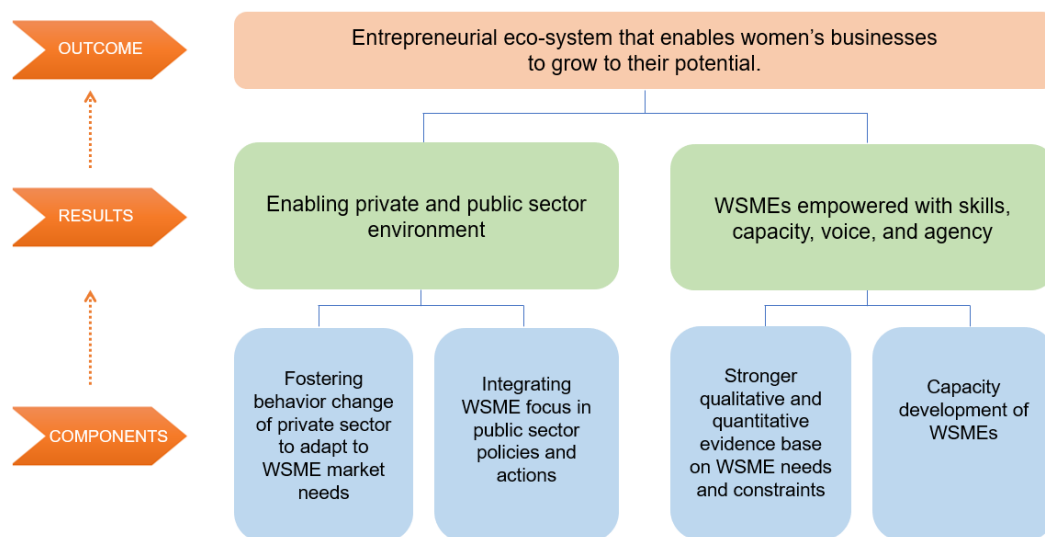 OUTCOME
Entrepreneurial eco-system that enables women’s businesses
to grow to their potential.
RESULTS
Enabling private and public sector
environment
WSMEs empowered with skills,
capacity, voice, and agency
COMPONENTS
Fostering
behavior change
of private sector
to adapt to
WSME market
needs
Integrating
WSME focus in
public sector
policies and
actions
Stronger
qualitative and
quantitative
evidence base
on WSME needs
and constraints
Capacity
development of
WSMEs